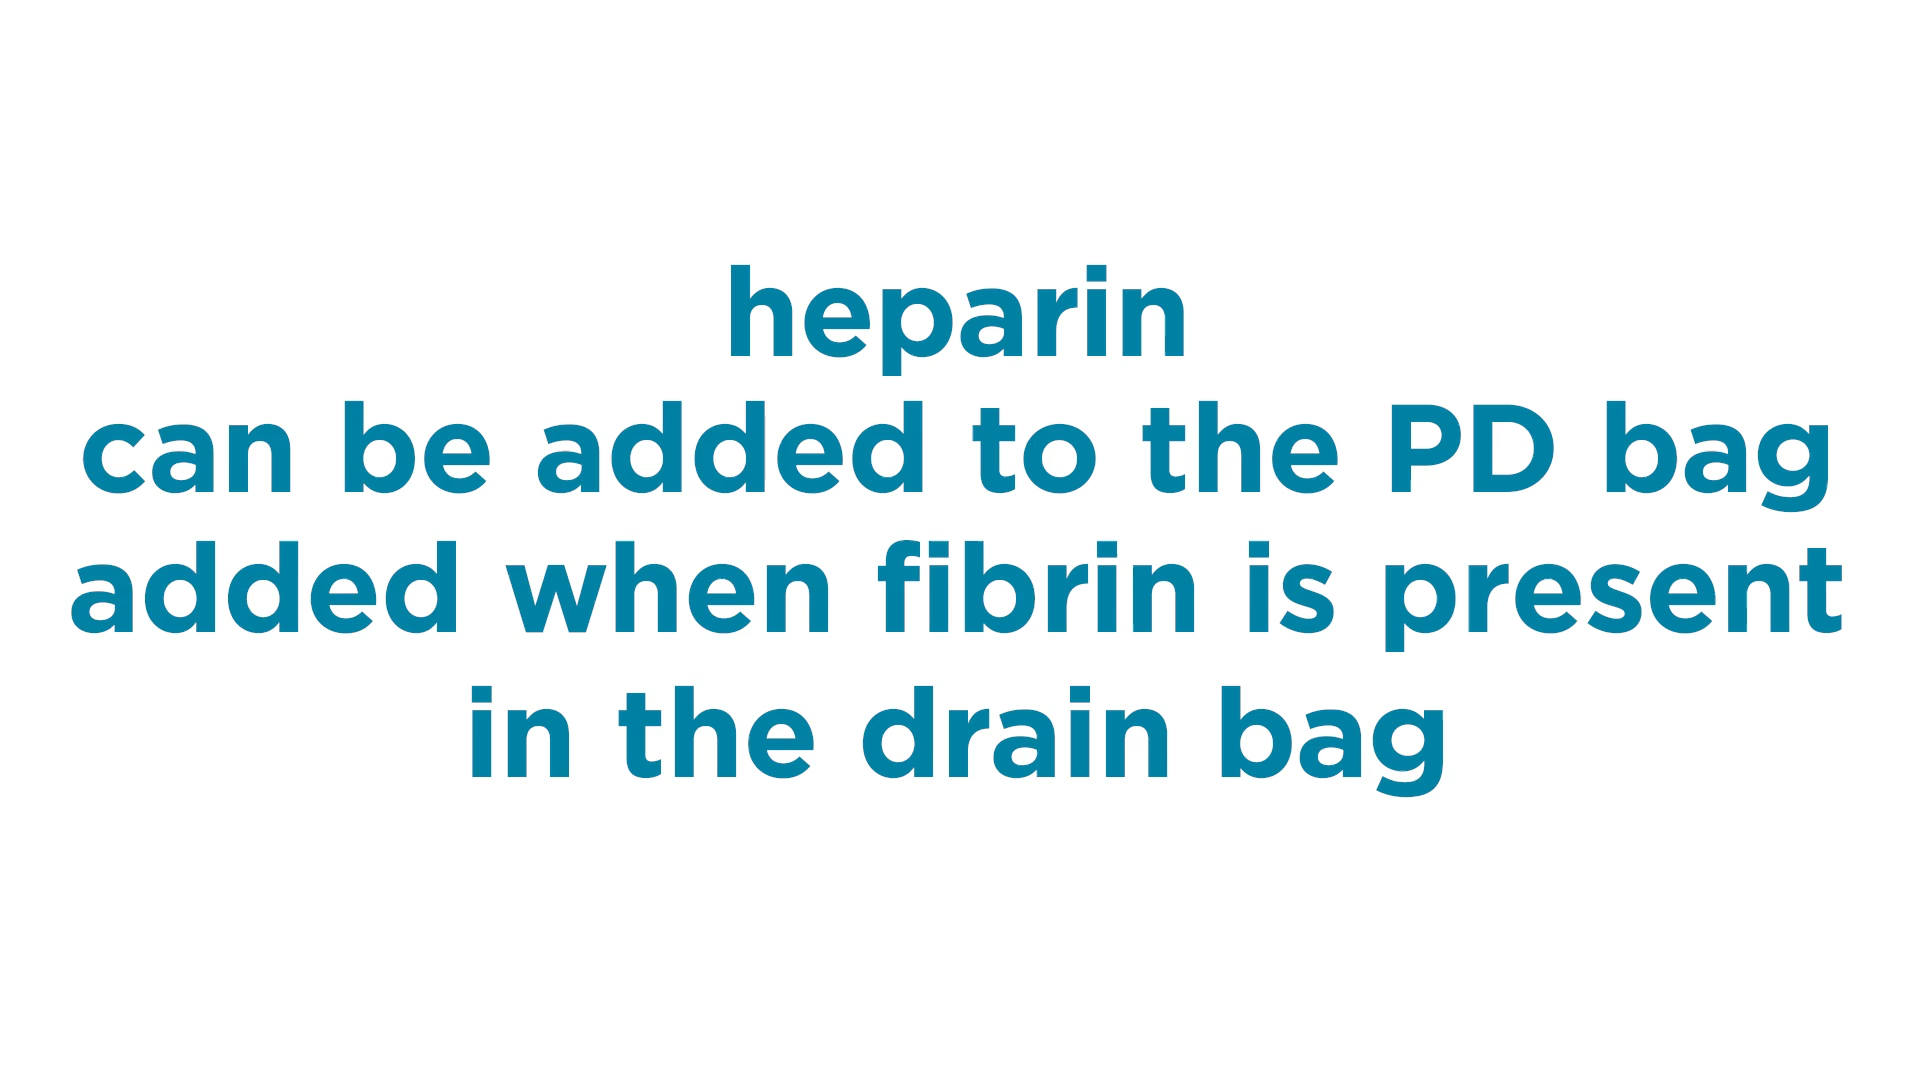 heparin
can be added to the PD bag
added when fibrin is present
in the drain bag